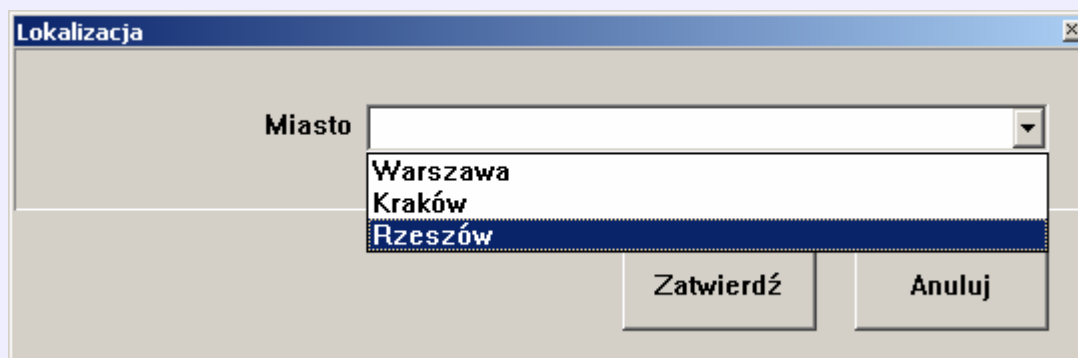 Lokalizacja
Miasto
Warszawa
Kraków
Rzeszów
Zatwierdź Anuluj